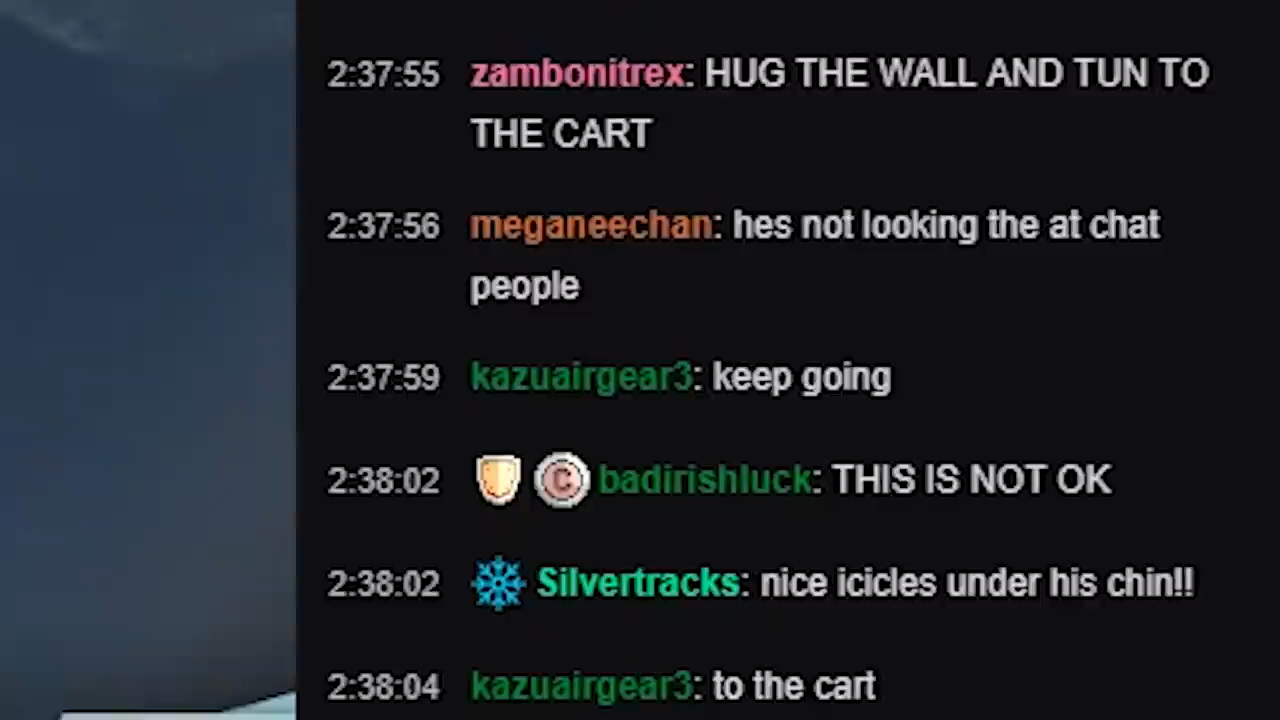 2:37:55 zambonitrex: HUG THE WALL AND TUN TO
THE CART
2:37:56 meganeechan: hes not looking the at chat
people
2:37:59 kazuairgear3: keep going
2:38:02 C badirishluck: THIS IS NOT OK
2:38:02 Silvertracks: nice icicles under his chin!!
2:38:04 kazuairgear3: to the cart